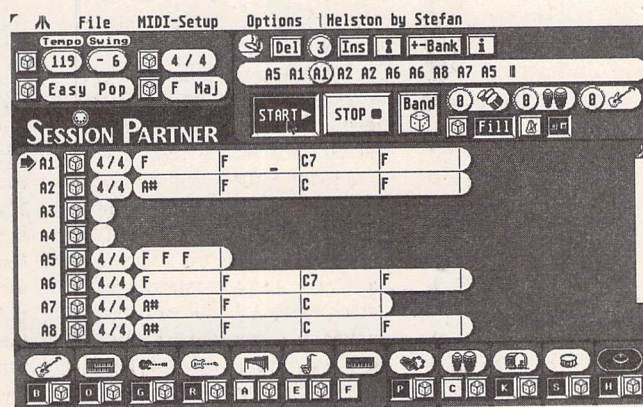 File MIDI-Setup Options |Helston by Stefan
Tempo Swing
119 - 6 4 / 4
Easy Pop F Maj
Del 3 Ins +-Bank i
A5 A1 A1 A2 A2 A6 A6 A8 A7 A5
START STOP Band 0 0 0
Fill
SESSION PARTNER
A1 4/4 F F _ C7 F
A2 4/4 A# F C F
A3
A4
A5 4/4 F F F
A6 4/4 F F C7 F
A7 4/4 A# F C
A8 4/4 A# F C F
B O G R A E F P C K S H